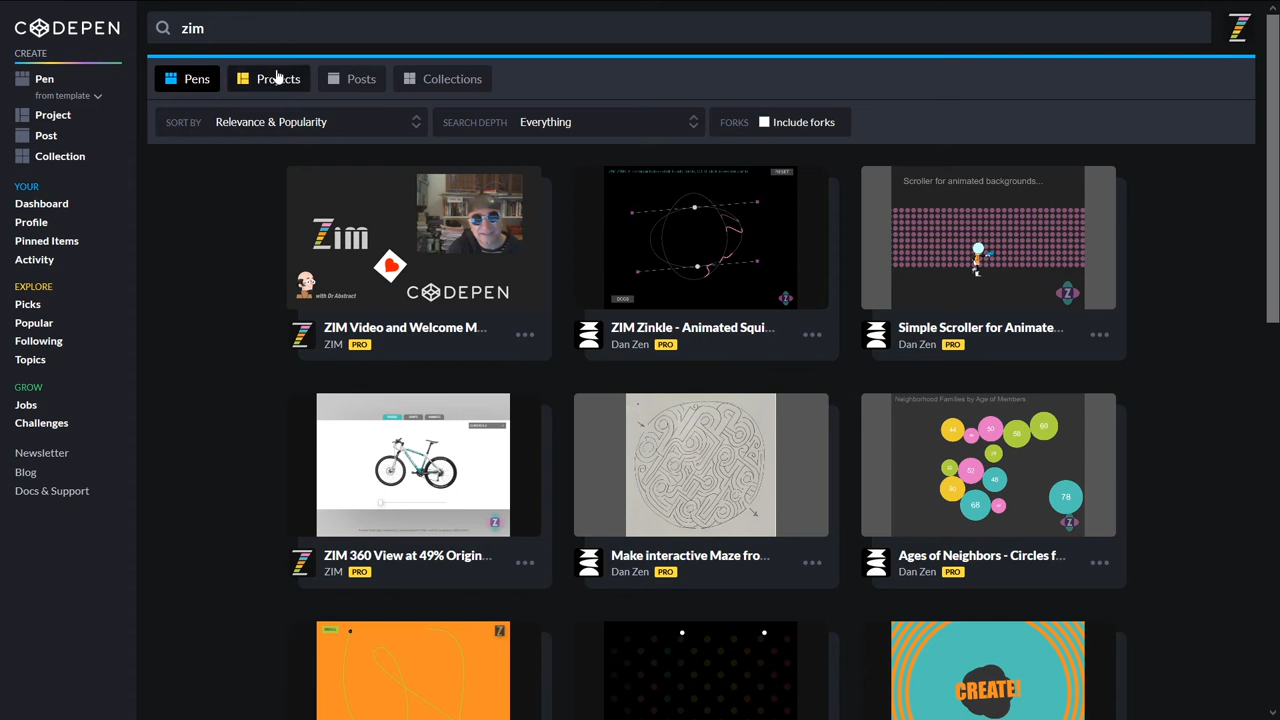 CODEPEN
zim
CREATE
Pen
from template
Project
Post
Collection
YOUR
Dashboard
Profile
Pinned Items
Activity
EXPLORE
Picks
Popular
Following
Topics
GROW
Jobs
Challenges
Newsletter
Blog
Docs & Support
Pens
Projects
Posts
Collections
SORT BY
Relevance & Popularity
SEARCH DEPTH
Everything
FORKS
Include forks
Zim
with Dr Abstract
CODEPEN
ZIM Video and Welcome M...
ZIM PRO
RESET
ZIM Zinkle - Animated Squi...
Dan Zen PRO
Scroller for animated backgrounds...
Simple Scroller for Animate...
Dan Zen PRO
ZIM 360 View at 49% Origin...
ZIM PRO
Make interactive Maze fro...
Dan Zen PRO
Neighborhood Families by Age of Members
44
50
58
60
52
48
68
78
Ages of Neighbors - Circles f...
Dan Zen PRO
CREATE!